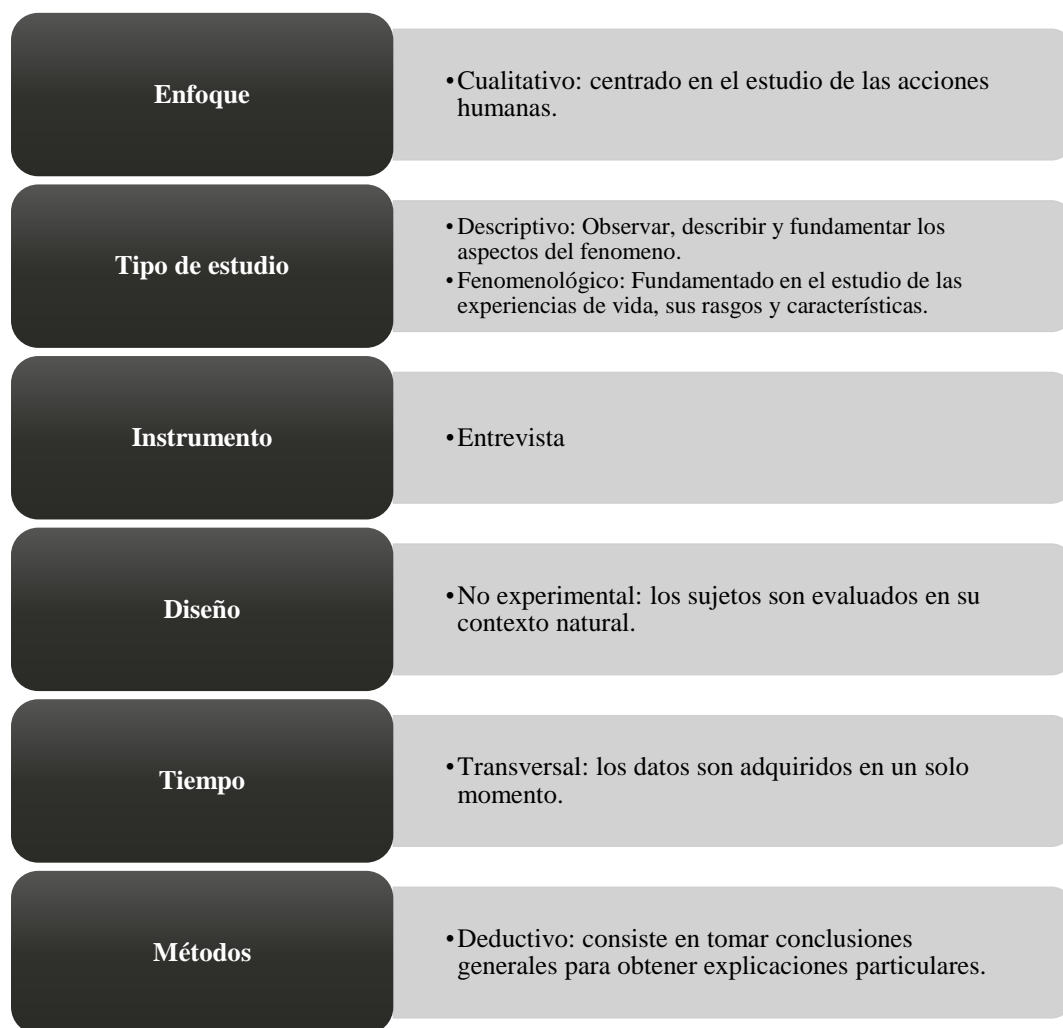 Enfoque
•Cualitativo: centrado en el estudio de las acciones
humanas.
Tipo de estudio
•Descriptivo: Observar, describir y fundamentar los
aspectos del fenomeno.
•Fenomenológico: Fundamentado en el estudio de las
experiencias de vida, sus rasgos y características.
Instrumento
•Entrevista
Diseño
•No experimental: los sujetos son evaluados en su
contexto natural.
Tiempo
•Transversal: los datos son adquiridos en un solo
momento.
Métodos
•Deductivo: consiste en tomar conclusiones
generales para obtener explicaciones particulares.